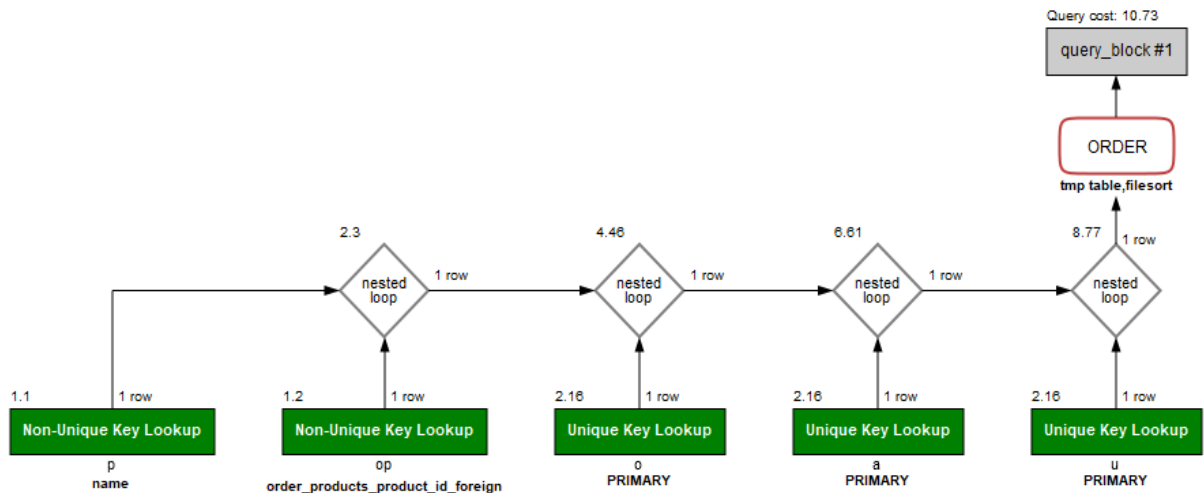 Query cost: 10.73
query_block #1
ORDER
tmp table,filesort
2.3
4.46
6.61
8.77
1 row
nested
loop
1 row
nested
loop
1 row
nested
loop
1 row
nested
loop
1.1
1 row
1.2
1 row
2.16
1 row
2.16
1 row
2.16
1 row
Non-Unique Key Lookup
Non-Unique Key Lookup
Unique Key Lookup
Unique Key Lookup
Unique Key Lookup
p
op
o
a
u
name
order_products_product_id_foreign
PRIMARY
PRIMARY
PRIMARY